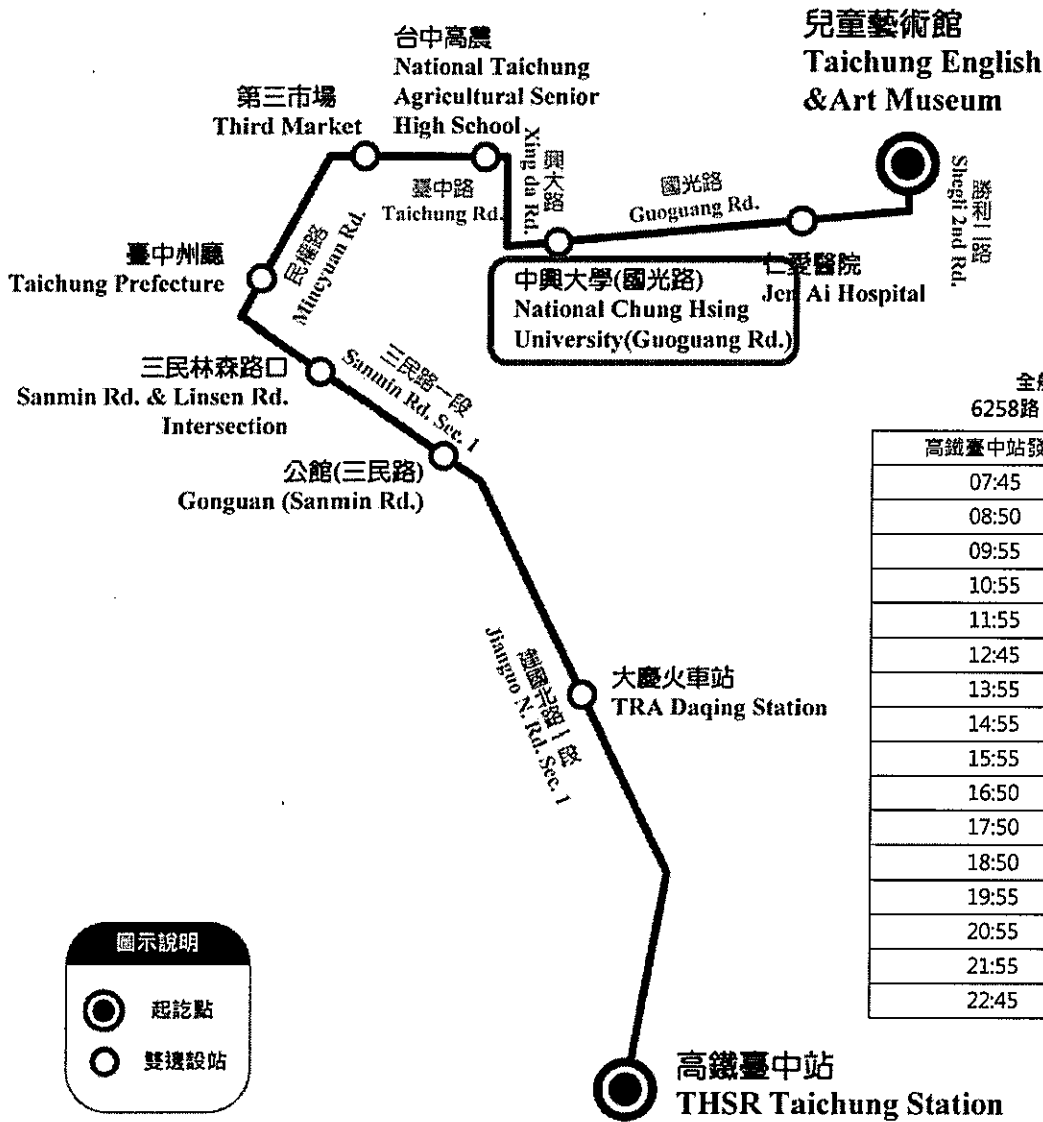 兒童藝術館
Taichung English
&Art Museum
台中高農
National Taichung
Agricultural Senior
High School
第三市場
Third Market
興大路
Xing da Rd.
臺中路
Taichung Rd.
國光路
Guoguang Rd.
勝利二路
Shegli 2nd Rd.
臺中州廳
Taichung Prefecture
民權路
Mincyuan Rd.
中興大學(國光路)
National Chung Hsing
University(Guoguang Rd.)
仁愛醫院
Jen Ai Hospital
三民林森路口
Sanmin Rd. & Linsen Rd.
Intersection
三民路一段
Sanmin Rd. Sec. 1
公館(三民路)
Gonguan (Sanmin Rd.)
6258路
高鐵臺中站發
07:45
08:50
09:55
10:55
11:55
12:45
13:55
14:55
15:55
16:50
17:50
18:50
19:55
20:55
21:55
22:45
大慶火車站
TRA Daqing Station
建國北路一段
Jianguo N. Rd. Sec. 1
圖示說明
起訖點
雙邊設站
高鐵臺中站
THSR Taichung Station